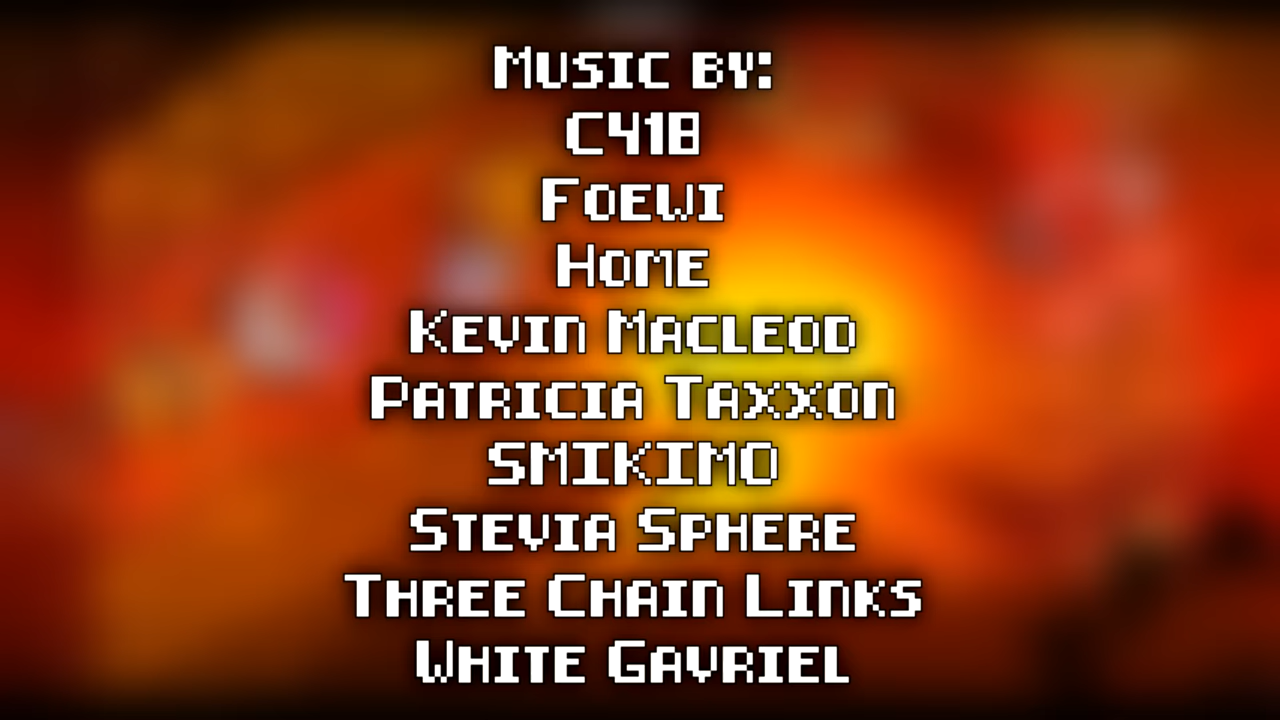 Music by:
C418
Foewi
Home
Kevin Macleod
Patricia Taxxon
SMIKIMO
Stevia Sphere
Three Chain Links
White Gavriel